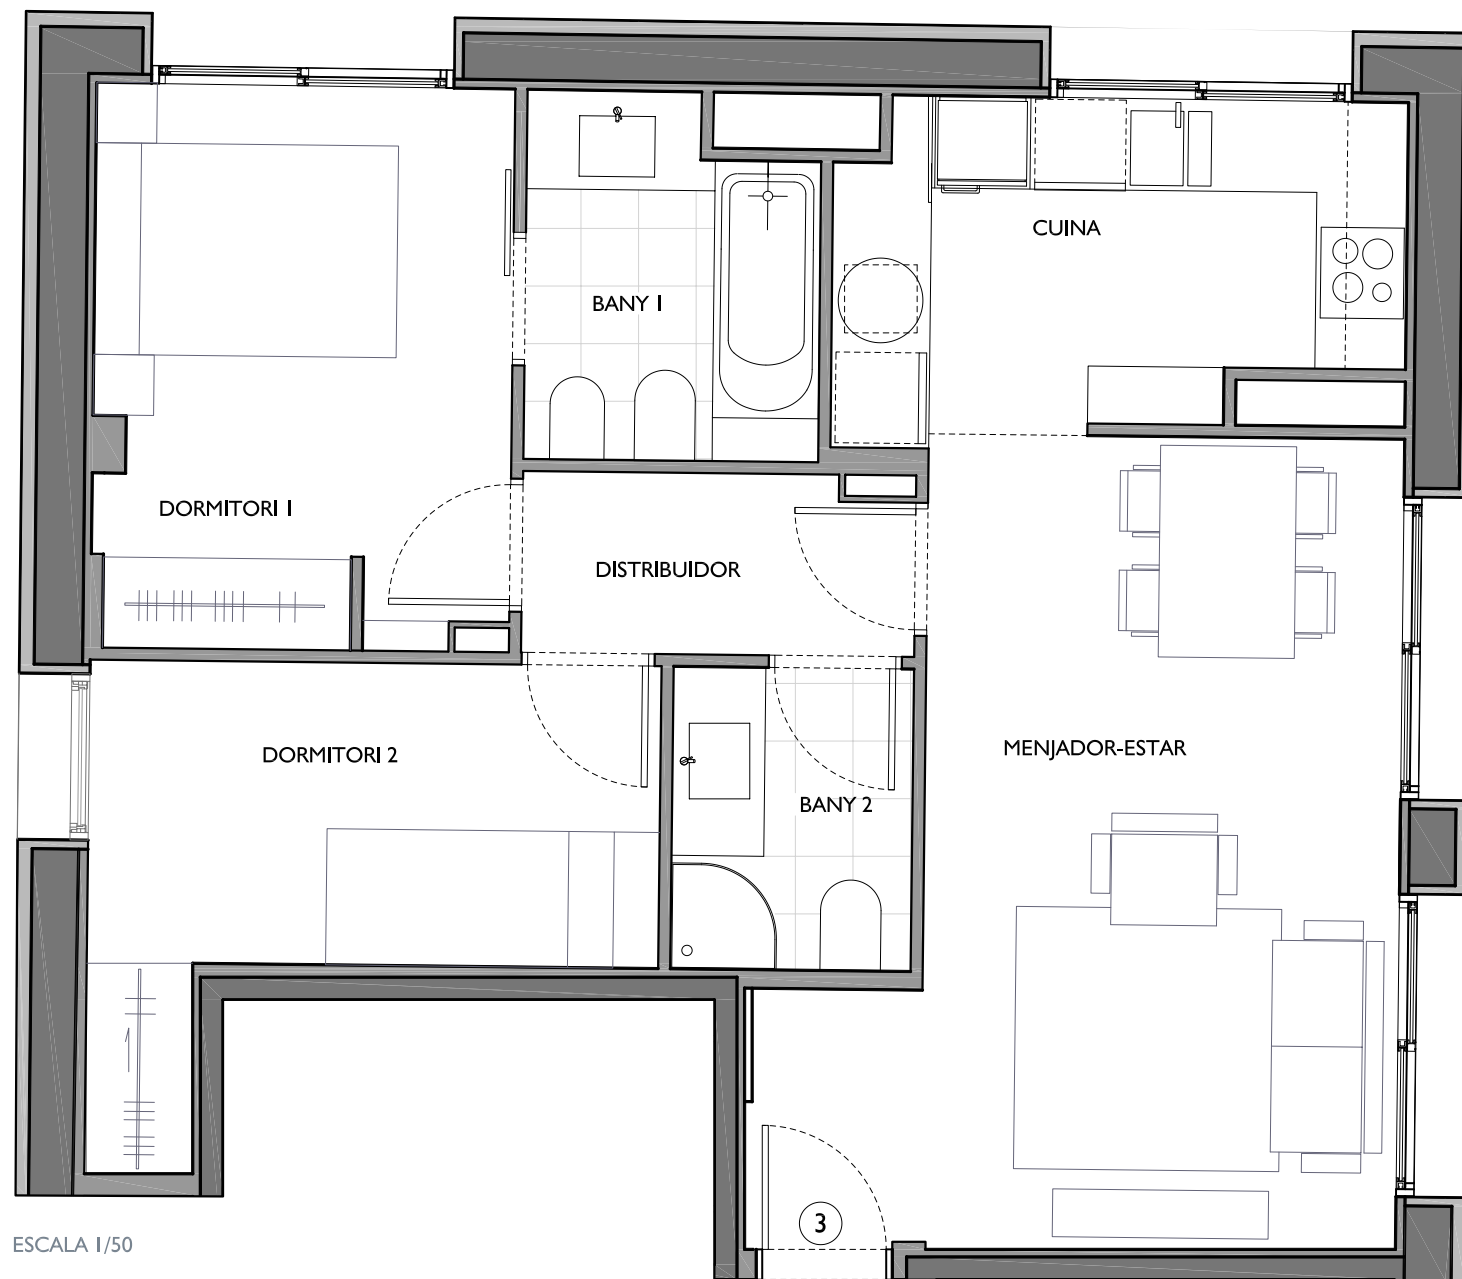 CUINA
BANY 1
DORMITORI 1
DISTRIBUIDOR
DORMITORI 2
MENJADOR-ESTAR
BANY 2
3
ESCALA 1/50